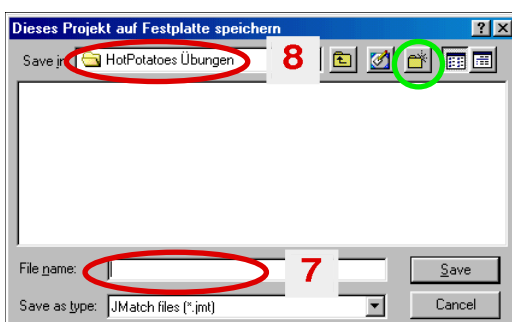 Dieses Projekt auf Festplatte speichern
Save in: HotPotatoes Übungen 8
File name: 7 Save
Save as type: JMatch files (*.jmt) Cancel